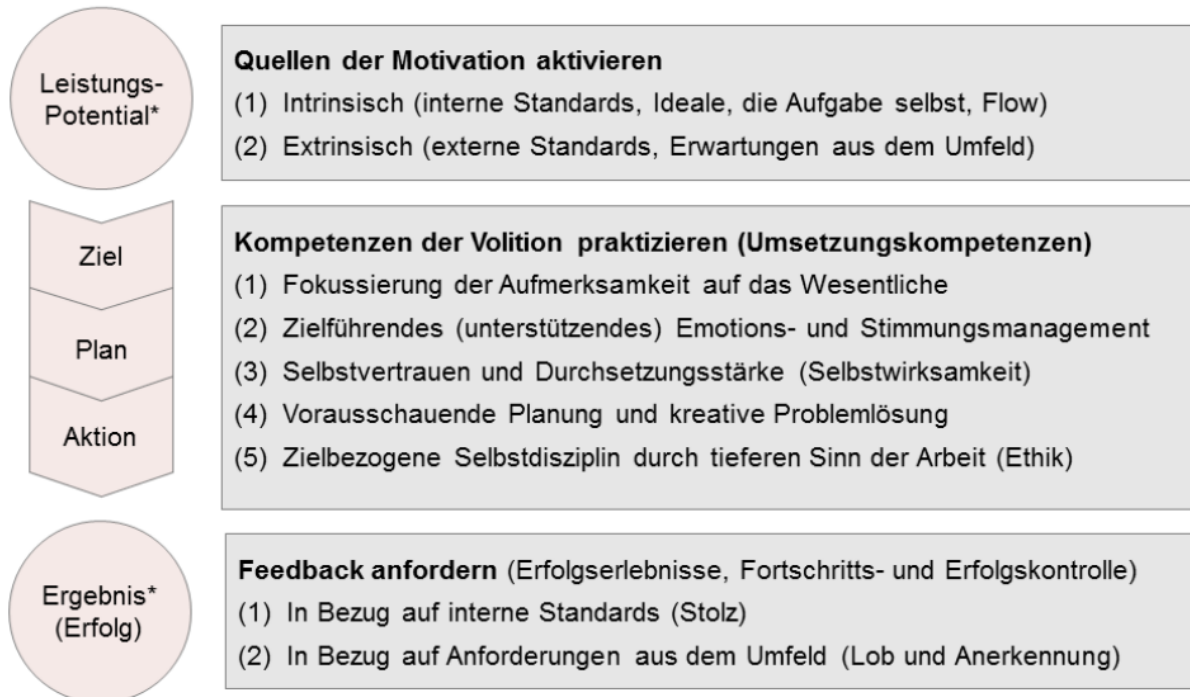 Leistungs-
Potential*
Quellen der Motivation aktivieren
(1) Intrinsisch (interne Standards, Ideale, die Aufgabe selbst, Flow)
(2) Extrinsisch (externe Standards, Erwartungen aus dem Umfeld)
Ziel
Plan
Aktion
Kompetenzen der Volition praktizieren (Umsetzungskompetenzen)
(1) Fokussierung der Aufmerksamkeit auf das Wesentliche
(2) Zielführendes (unterstützendes) Emotions- und Stimmungsmanagement
(3) Selbstvertrauen und Durchsetzungsstärke (Selbstwirksamkeit)
(4) Vorausschauende Planung und kreative Problemlösung
(5) Zielbezogene Selbstdisziplin durch tieferen Sinn der Arbeit (Ethik)
Ergebnis*
(Erfolg)
Feedback anfordern (Erfolgserlebnisse, Fortschritts- und Erfolgskontrolle)
(1) In Bezug auf interne Standards (Stolz)
(2) In Bezug auf Anforderungen aus dem Umfeld (Lob und Anerkennung)